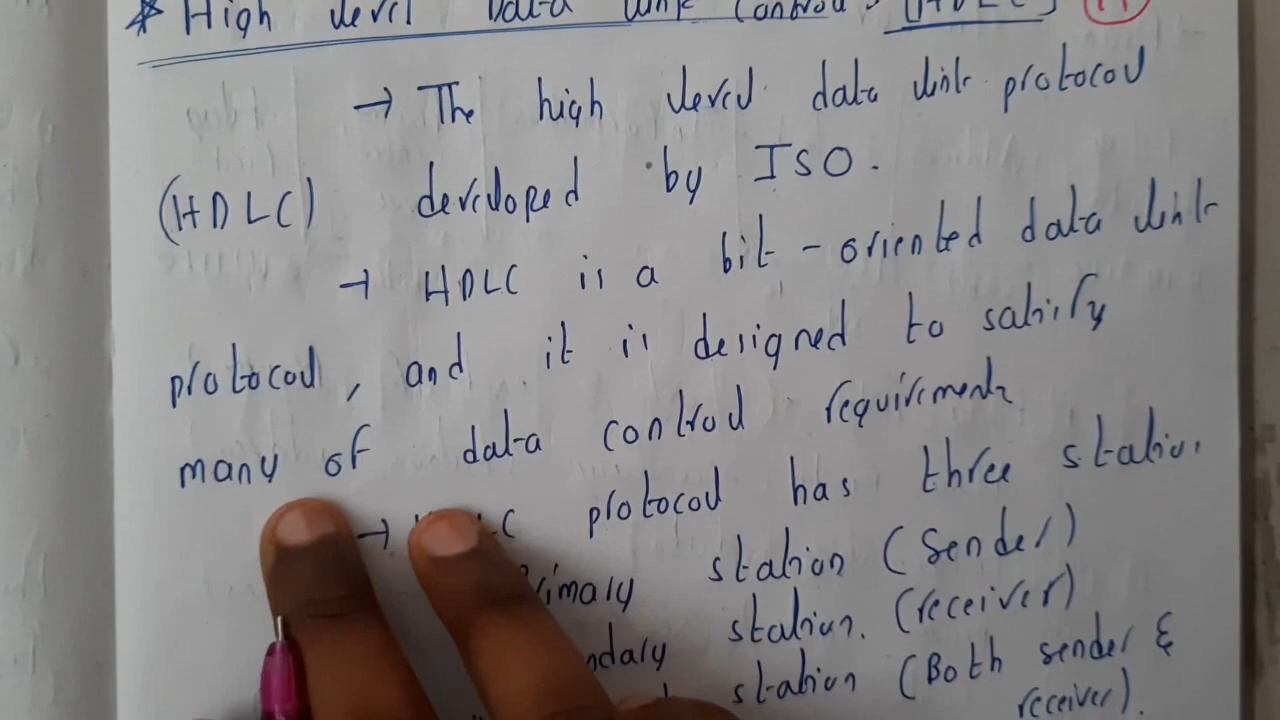 * High level Data link Control. (HDLC)
→ The high level data link protocol
(HDLC) developed by ISO.
→ HDLC is a bit-oriented data link
protocol, and it is designed to satisfy
many of data control requirements
→ protocol has three station
station (Sender)
station. (receiver)
station (Both sender &
receiver).